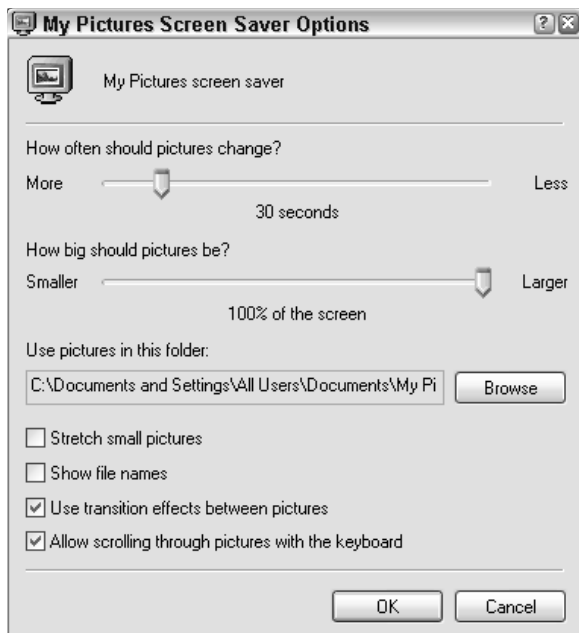 My Pictures Screen Saver Options
My Pictures screen saver
How often should pictures change?
More Less
30 seconds
How big should pictures be?
Smaller Larger
100% of the screen
Use pictures in this folder:
C:\Documents and Settings\All Users\Documents\My Pi Browse
Stretch small pictures
Show file names
Use transition effects between pictures
Allow scrolling through pictures with the keyboard
OK Cancel